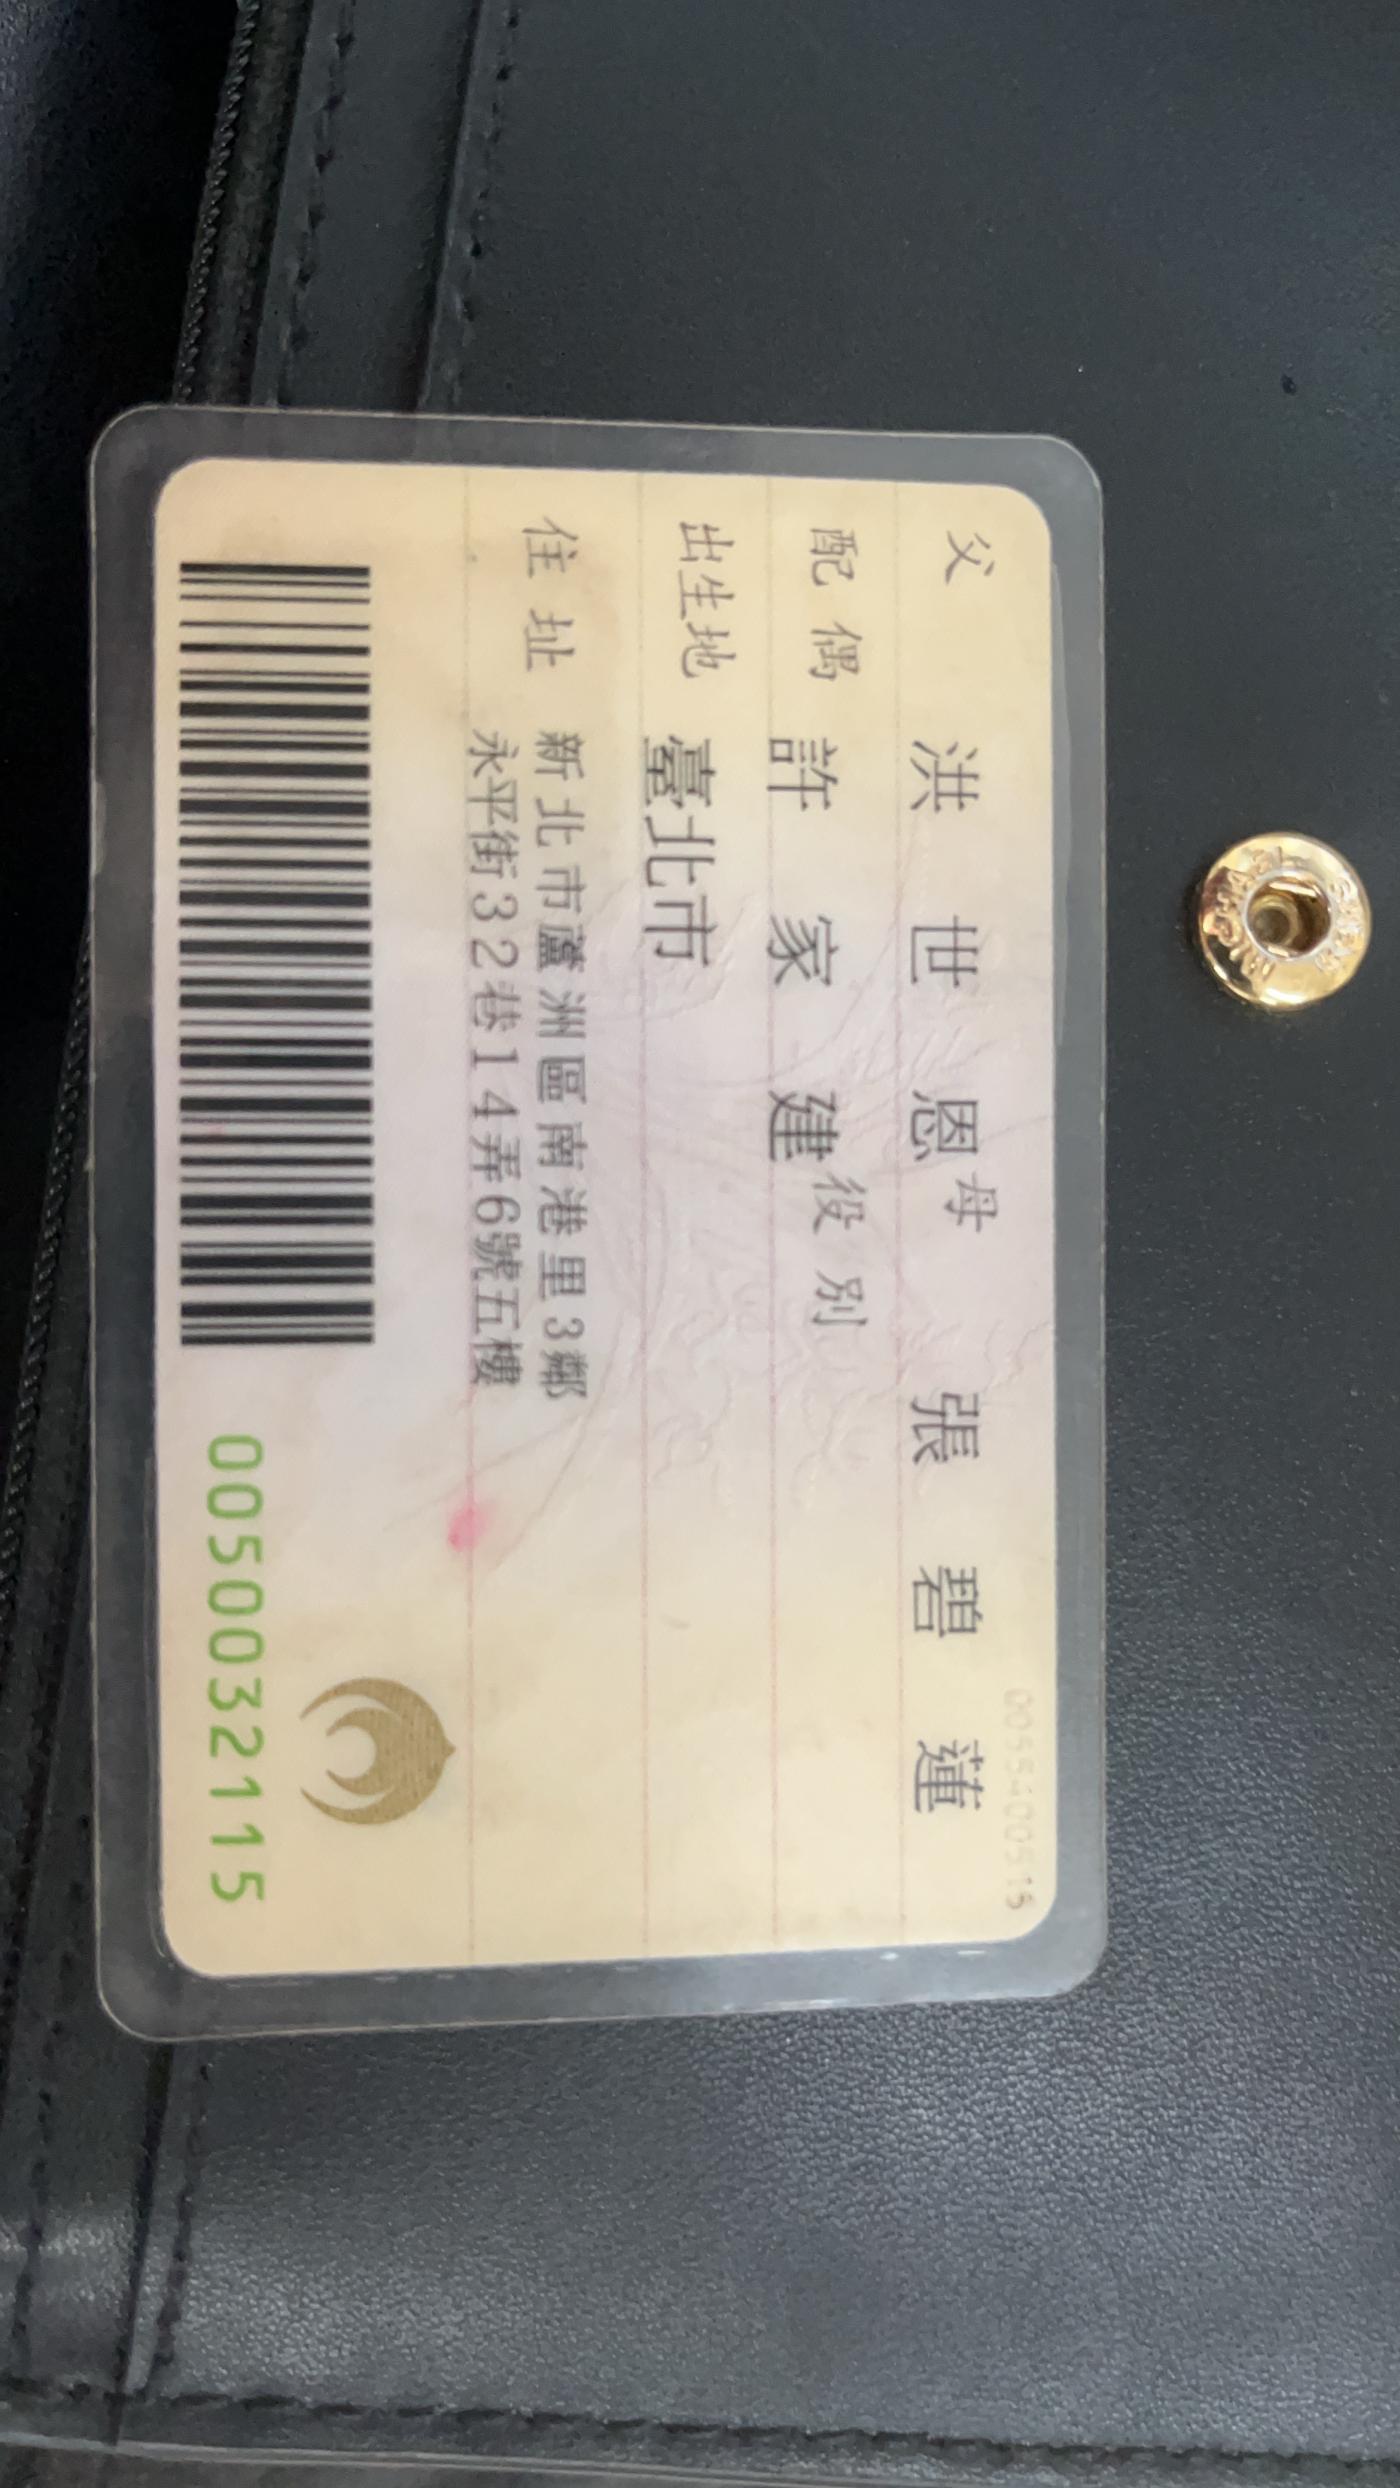 父 洪世恩 母 張碧蓮
配偶 許家建 役別
出生地 臺北市
住址 新北市蘆洲區南港里3鄰
永平街32巷14弄6號五樓
0050032115